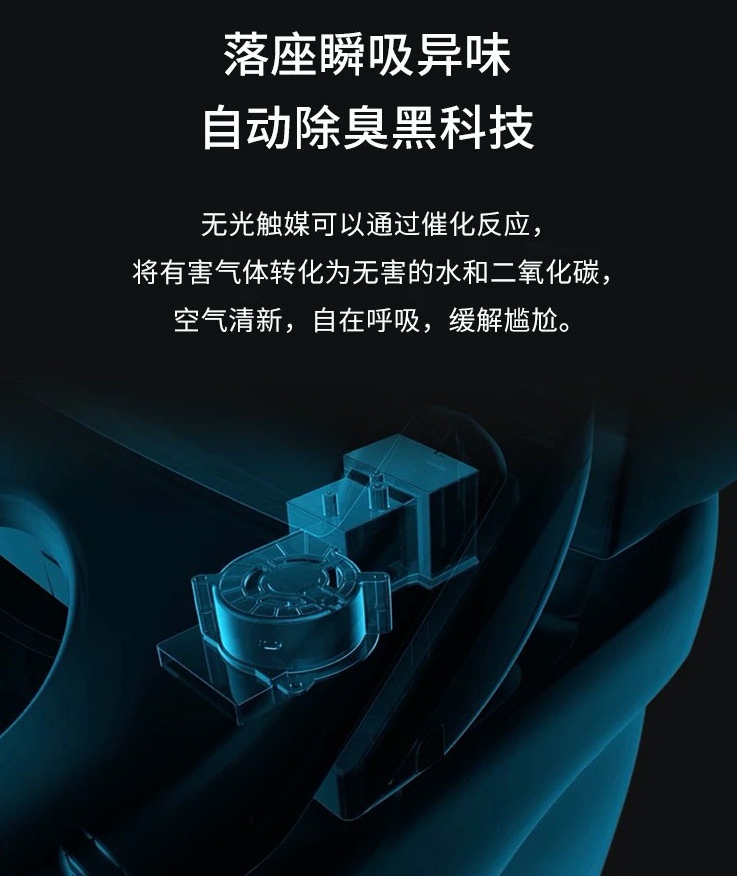 落座瞬吸异味
自动除臭黑科技
无光触媒可以通过催化反应，
将有害气体转化为无害的水和二氧化碳，
空气清新，自在呼吸，缓解尴尬。